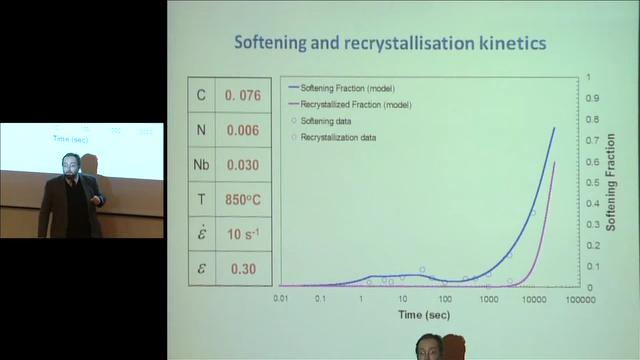 Softening and recrystallisation kinetics
C 0. 076
N 0.006
Nb 0.030
T 850°C
ε̇ 10 s⁻¹
ε 0.30
Softening Fraction (model)
Recrystallized Fraction (model)
Softening data
Recrystallization data
1
0.9
0.8
0.7
0.6
0.5
0.4
0.3
0.2
0.1
0
Softening Fraction
0.01 0.1 1 10 100 1000 10000 100000
Time (sec)
Time (sec)